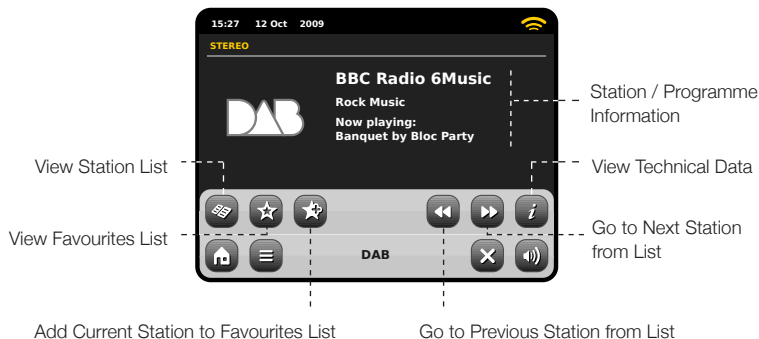 15:27 12 Oct 2009
STEREO
BBC Radio 6Music
Rock Music
Now playing:
Banquet by Bloc Party
DAB
Station / Programme
Information
View Station List
View Technical Data
i
View Favourites List
Go to Next Station
from List
DAB
Add Current Station to Favourites List
Go to Previous Station from List